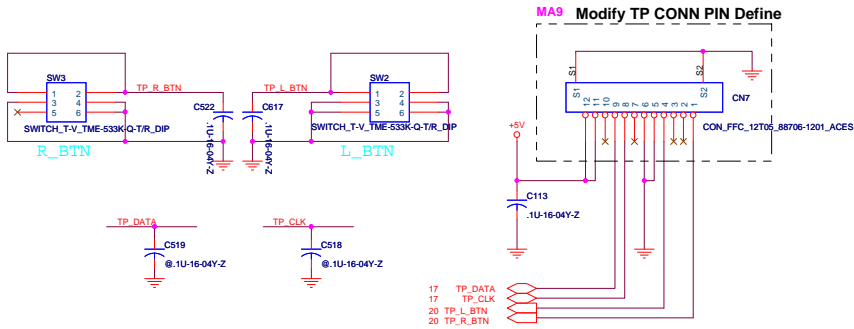 MA9 Modify TP CONN PIN Define
S1 S2
S1 S2
CN7
12 11 10 9 8 7 6 5 4 3 2 1
CON_FFC_12T05_88706-1201_ACES
SW3
1 2
3 4
5 6
TP_R_BTN
SWITCH_T-V_TME-533K-Q-T/R_DIP
R_BTN
C522
.1U-16-04Y-Z
TP_L_BTN
C617
.1U-16-04Y-Z
SW2
1 2
3 4
5 6
SWITCH_T-V_TME-533K-Q-T/R_DIP
L_BTN
+5V
C113
.1U-16-04Y-Z
TP_DATA
C519
@.1U-16-04Y-Z
TP_CLK
C518
@.1U-16-04Y-Z
17 TP_DATA
17 TP_CLK
20 TP_L_BTN
20 TP_R_BTN